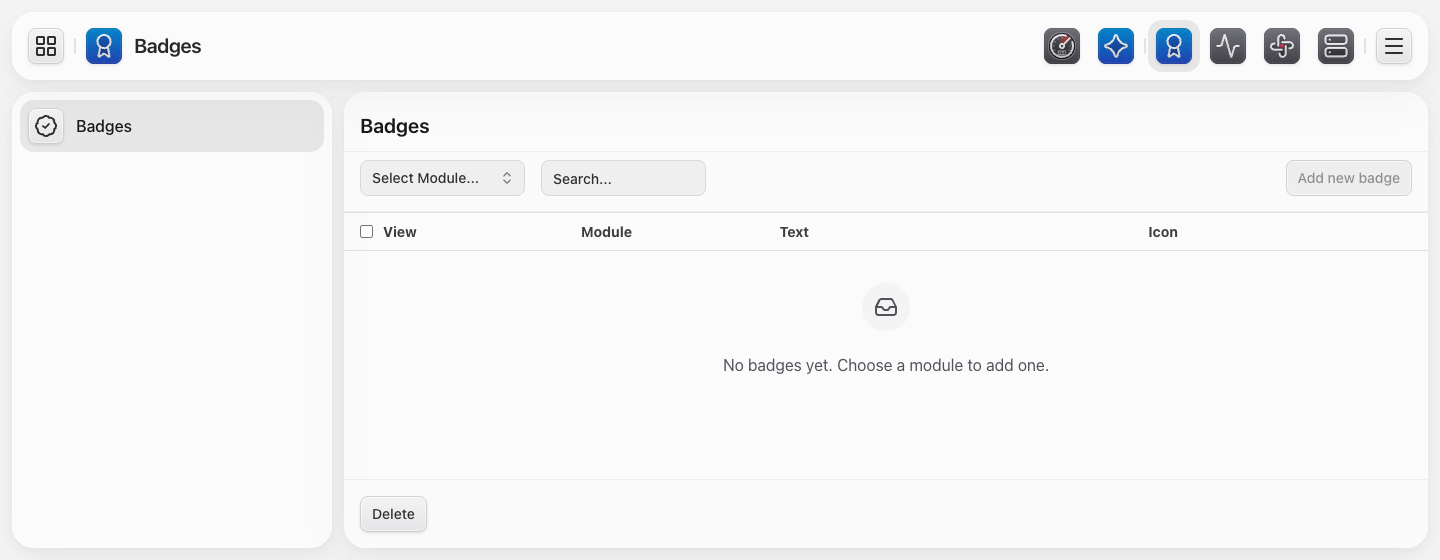 Badges
Badges
Badges
Select Module...
Search...
Add new badge
View
Module
Text
Icon
No badges yet. Choose a module to add one.
Delete